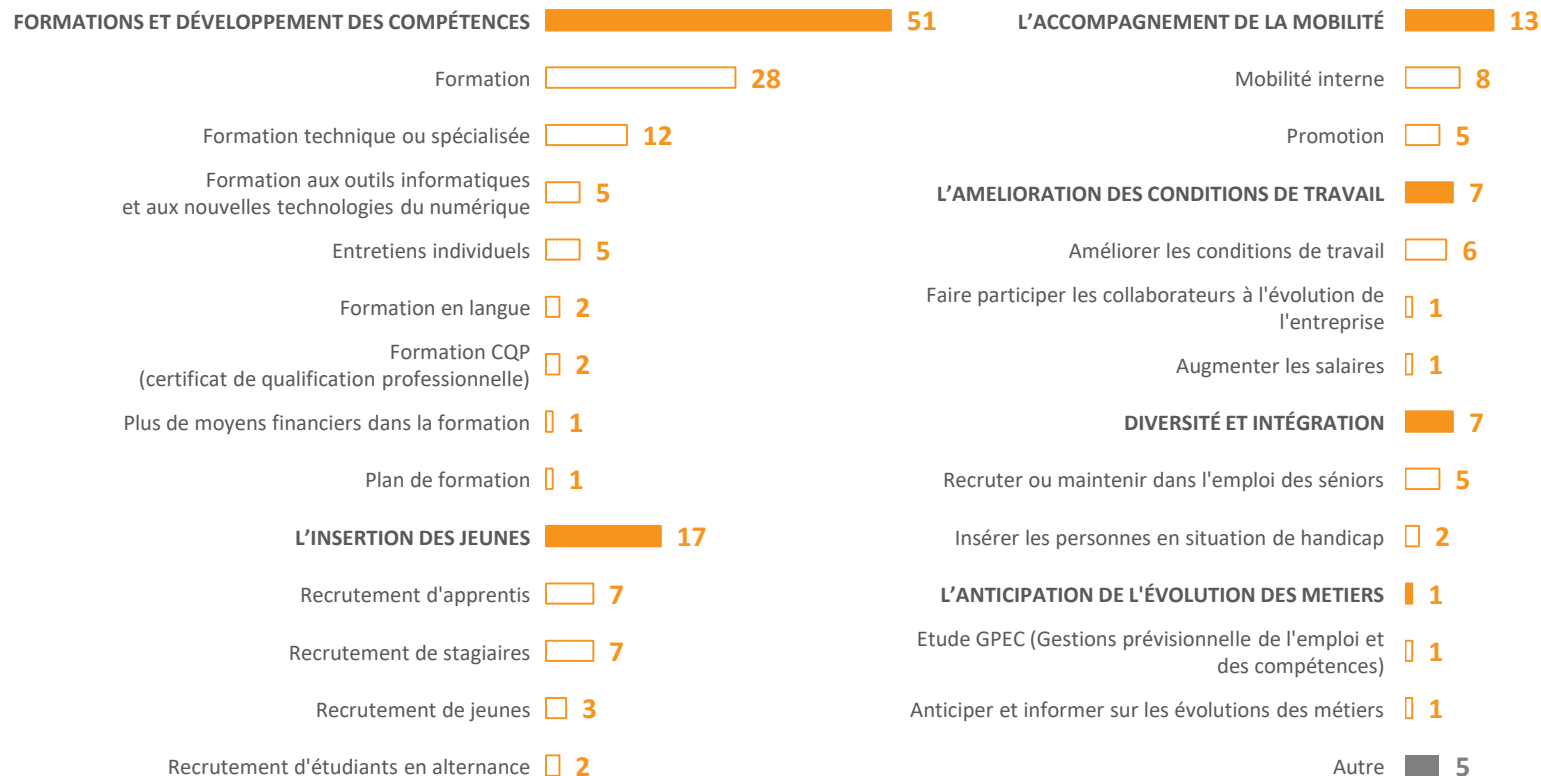 FORMATIONS ET DÉVELOPPEMENT DES COMPÉTENCES 51
Formation 28
Formation technique ou spécialisée 12
Formation aux outils informatiques
et aux nouvelles technologies du numérique 5
Entretiens individuels 5
Formation en langue 2
Formation CQP
(certificat de qualification professionnelle) 2
Plus de moyens financiers dans la formation 1
Plan de formation 1
L’INSERTION DES JEUNES 17
Recrutement d'apprentis 7
Recrutement de stagiaires 7
Recrutement de jeunes 3
Recrutement d'étudiants en alternance 2
L’ACCOMPAGNEMENT DE LA MOBILITÉ 13
Mobilité interne 8
Promotion 5
L’AMELIORATION DES CONDITIONS DE TRAVAIL 7
Améliorer les conditions de travail 6
Faire participer les collaborateurs à l'évolution de
l'entreprise 1
Augmenter les salaires 1
DIVERSITÉ ET INTÉGRATION 7
Recruter ou maintenir dans l'emploi des séniors 5
Insérer les personnes en situation de handicap 2
L’ANTICIPATION DE L'ÉVOLUTION DES METIERS 1
Etude GPEC (Gestions prévisionnelle de l'emploi et
des compétences) 1
Anticiper et informer sur les évolutions des métiers 1
Autre 5